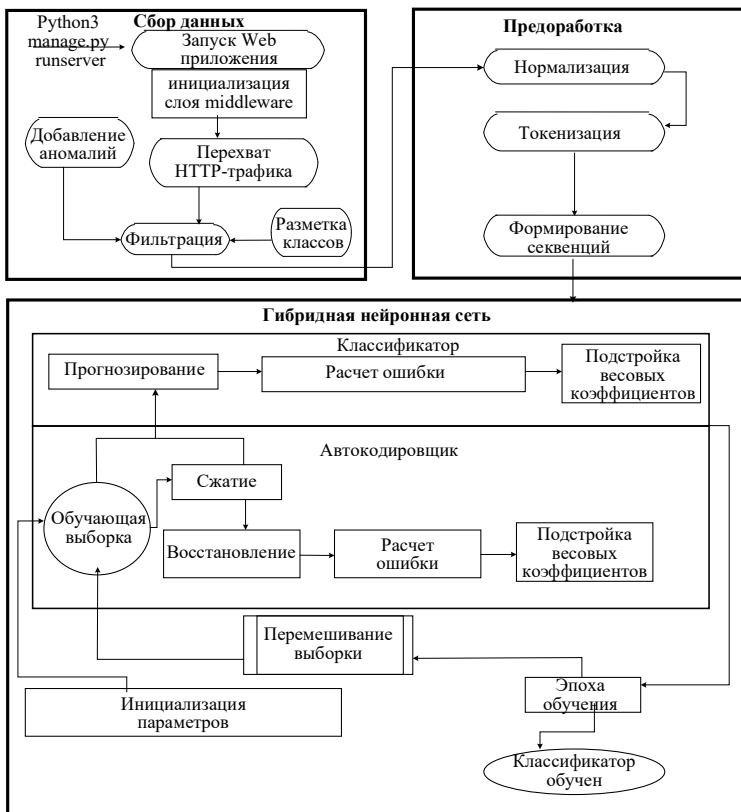 Сбор данных
Python3
manage.py
runserver
Запуск Web
приложения
инициализация
слоя middleware
Добавление
аномалий
Перехват
HTTP-трафика
Фильтрация
Разметка
классов
Предоработка
Нормализация
Токенизация
Формирование
секвенций
Гибридная нейронная сеть
Классификатор
Прогнозирование
Расчет ошибки
Подстройка
весовых
коэффициентов
Автокодировщик
Обучающая
выборка
Сжатие
Восстановление
Расчет
ошибки
Подстройка
весовых
коэффициентов
Перемешивание
выборки
Инициализация
параметров
Эпоха
обучения
Классификатор
обучен